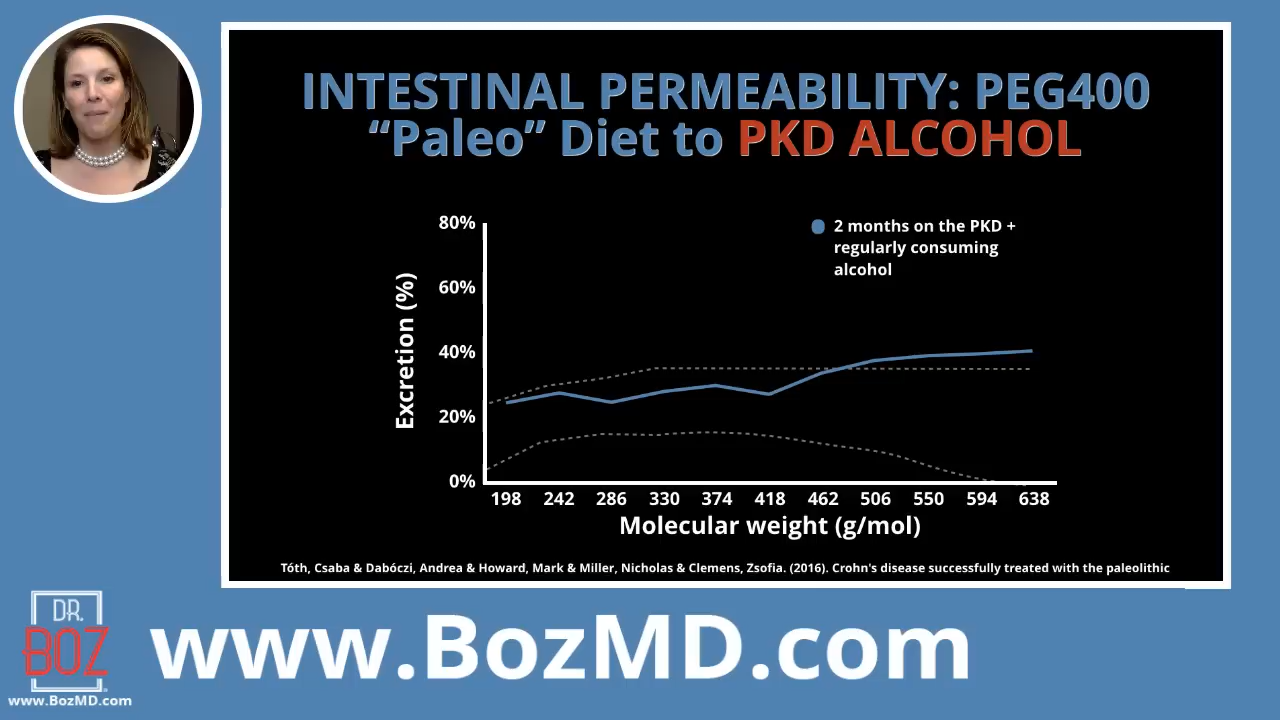 INTESTINAL PERMEABILITY: PEG400
“Paleo” Diet to PKD ALCOHOL
2 months on the PKD +
regularly consuming
alcohol
Excretion (%)
80%
60%
40%
20%
0%
198 242 286 330 374 418 462 506 550 594 638
Molecular weight (g/mol)
Tóth, Csaba & Dabóczi, Andrea & Howard, Mark & Miller, Nicholas & Clemens, Zsofia. (2016). Crohn's disease successfully treated with the paleolithic
DR.
BOZ
www.BozMD.com
www.BozMD.com